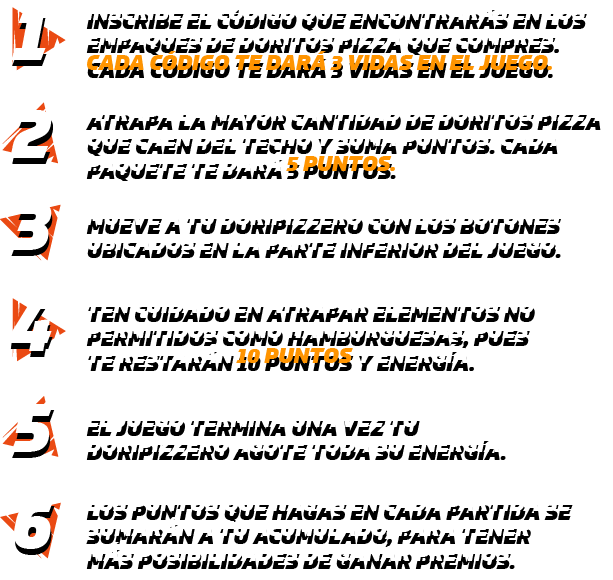 1
INSCRIBE EL CÓDIGO QUE ENCONTRARÁS EN LOS
EMPAQUES DE DORITOS PIZZA QUE COMPRES.
CADA CÓDIGO TE DARÁ 3 VIDAS EN EL JUEGO.
2
ATRAPA LA MAYOR CANTIDAD DE DORITOS PIZZA
QUE CAEN DEL TECHO Y SUMA PUNTOS. CADA
PAQUETE TE DARÁ 5 PUNTOS.
3
MUEVE A TU DORIPIZZERO CON LOS BOTONES
UBICADOS EN LA PARTE INFERIOR DEL JUEGO.
4
TEN CUIDADO EN ATRAPAR ELEMENTOS NO
PERMITIDOS COMO HAMBURGUESAS, PUES
TE RESTARÁN 10 PUNTOS Y ENERGÍA.
5
EL JUEGO TERMINA UNA VEZ TU
DORIPIZZERO AGOTE TODA SU ENERGÍA.
6
LOS PUNTOS QUE HAGAS EN CADA PARTIDA SE
SUMARÁN A TU ACUMULADO, PARA TENER
MÁS POSIBILIDADES DE GANAR PREMIOS.